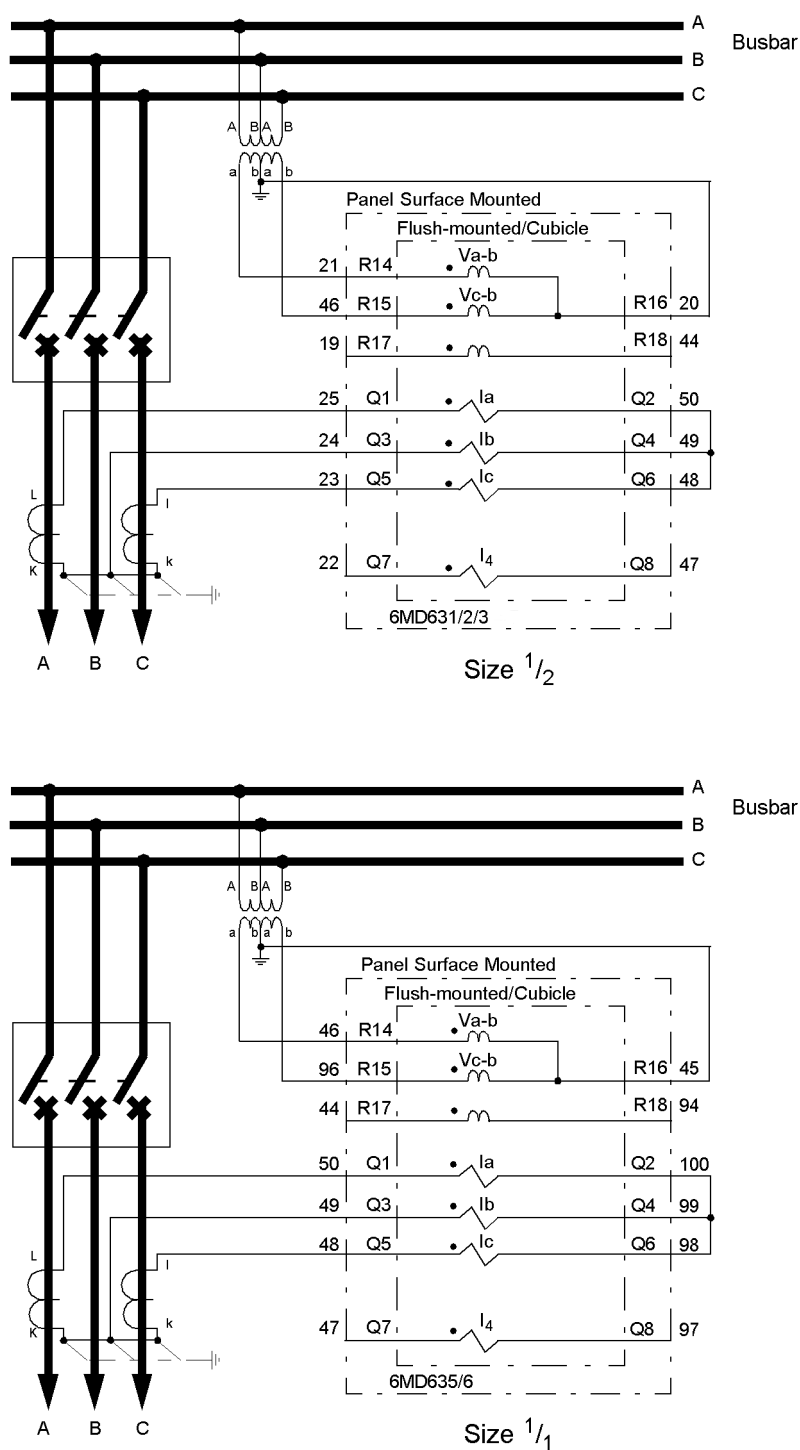 A
Busbar
B
C
A B A B
a b a b
Panel Surface Mounted
Flush-mounted/Cubicle
21 R14 Va-b
46 R15 Vc-b R16 20
19 R17 R18 44
25 Q1 Ia Q2 50
24 Q3 Ib Q4 49
23 Q5 Ic Q6 48
L l
K k
22 Q7 I4 Q8 47
6MD631/2/3
A B C
Size 1/2
A
Busbar
B
C
A B A B
a b a b
Panel Surface Mounted
Flush-mounted/Cubicle
46 R14 Va-b
96 R15 Vc-b R16 45
44 R17 R18 94
50 Q1 Ia Q2 100
49 Q3 Ib Q4 99
48 Q5 Ic Q6 98
L l
K k
47 Q7 I4 Q8 97
6MD635/6
A B C
Size 1/1